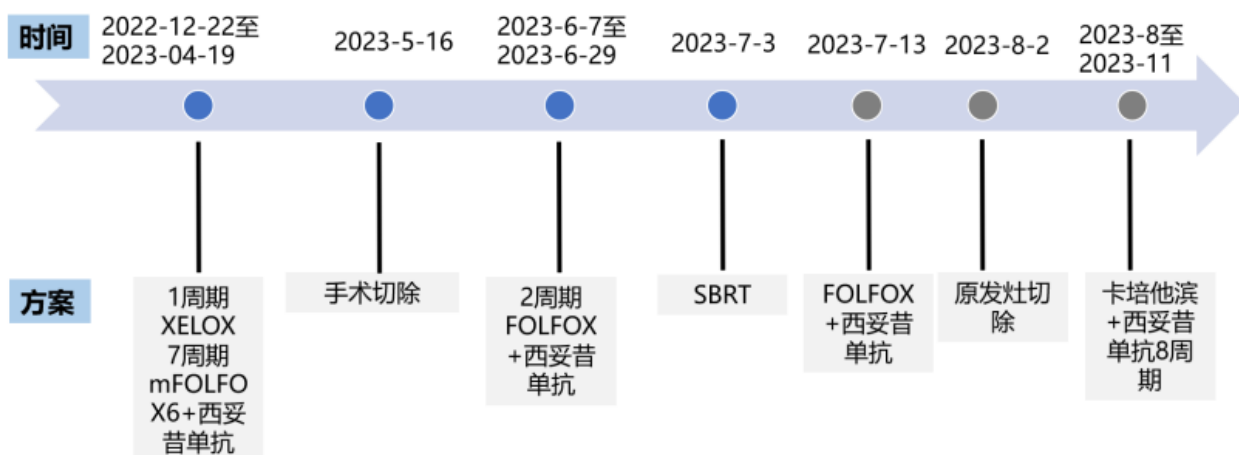 时间
2022-12-22至
2023-04-19
2023-5-16
2023-6-7至
2023-6-29
2023-7-3
2023-7-13
2023-8-2
2023-8至
2023-11
方案
1周期
XELOX
7周期
mFOLFO
X6+西妥
昔单抗
手术切除
2周期
FOLFOX
+西妥昔
单抗
SBRT
FOLFOX
+西妥昔
单抗
原发灶切
除
卡培他滨
+西妥昔
单抗8周
期